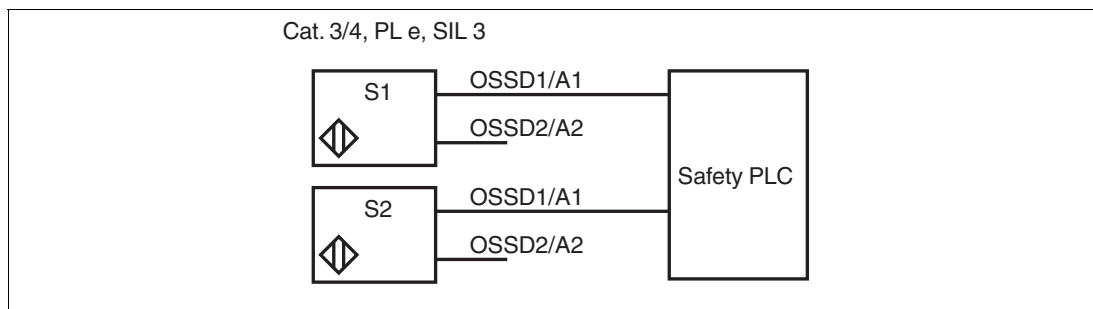 Cat. 3/4, PL e, SIL 3
S1
OSSD1/A1
OSSD2/A2
S2
OSSD1/A1
OSSD2/A2
Safety PLC